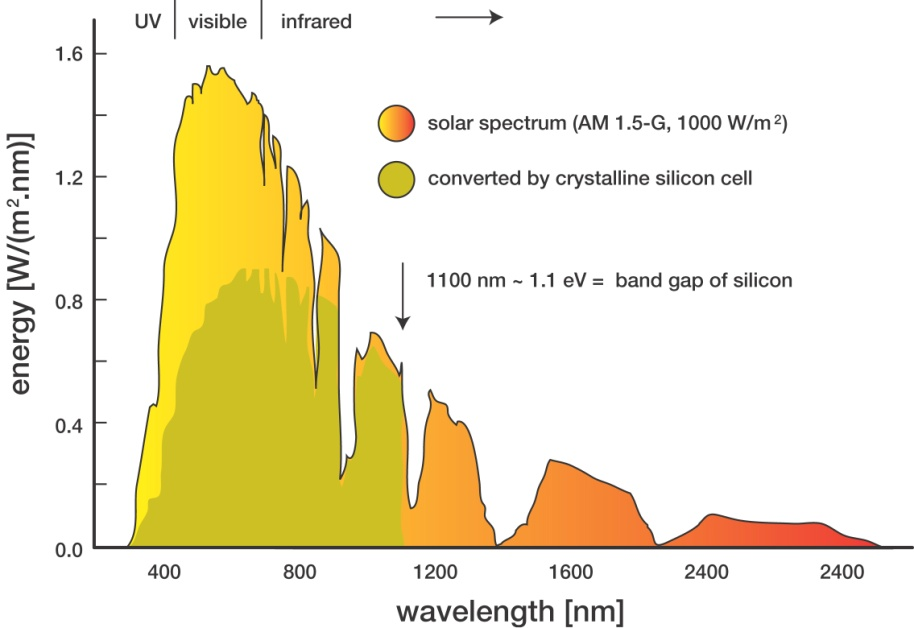 UV | visible | infrared
1.6
solar spectrum (AM 1.5-G, 1000 W/m²)
converted by crystalline silicon cell
1.2
1100 nm ~ 1.1 eV = band gap of silicon
0.8
0.4
0.0
energy [W/(m².nm)]
400 800 1200 1600 2400 2400
wavelength [nm]